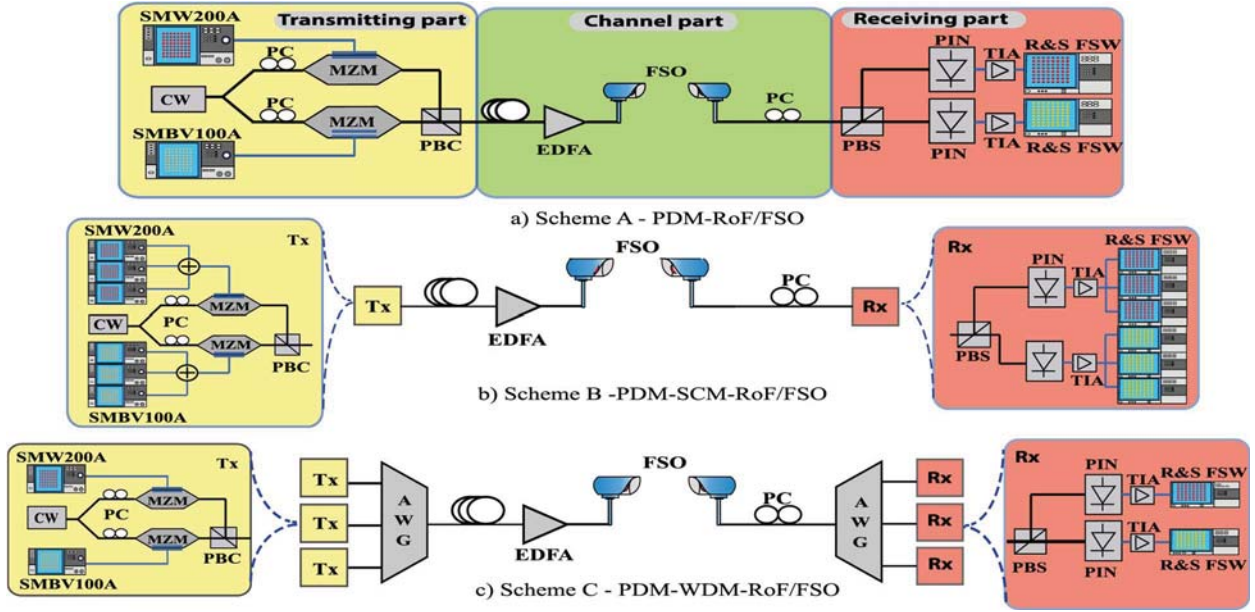 SMW200A
Transmitting part
Channel part
Receiving part
PC
MZM
CW
PC
MZM
SMBV100A
PBC
EDFA
FSO
PC
PBS
PIN
TIA
R&S FSW
PIN
TIA
R&S FSW
a) Scheme A - PDM-RoF/FSO
SMW200A
Tx
MZM
CW
PC
MZM
PBC
SMBV100A
Tx
EDFA
FSO
PC
Rx
Rx
R&S FSW
PIN
TIA
PBS
TIA
b) Scheme B -PDM-SCM-RoF/FSO
SMW200A
Tx
MZM
CW
PC
MZM
PBC
SMBV100A
Tx
Tx
Tx
AWG
EDFA
FSO
PC
AWG
Rx
Rx
Rx
Rx
PIN
TIA
R&S FSW
PBS
PIN
TIA
R&S FSW
c) Scheme C - PDM-WDM-RoF/FSO